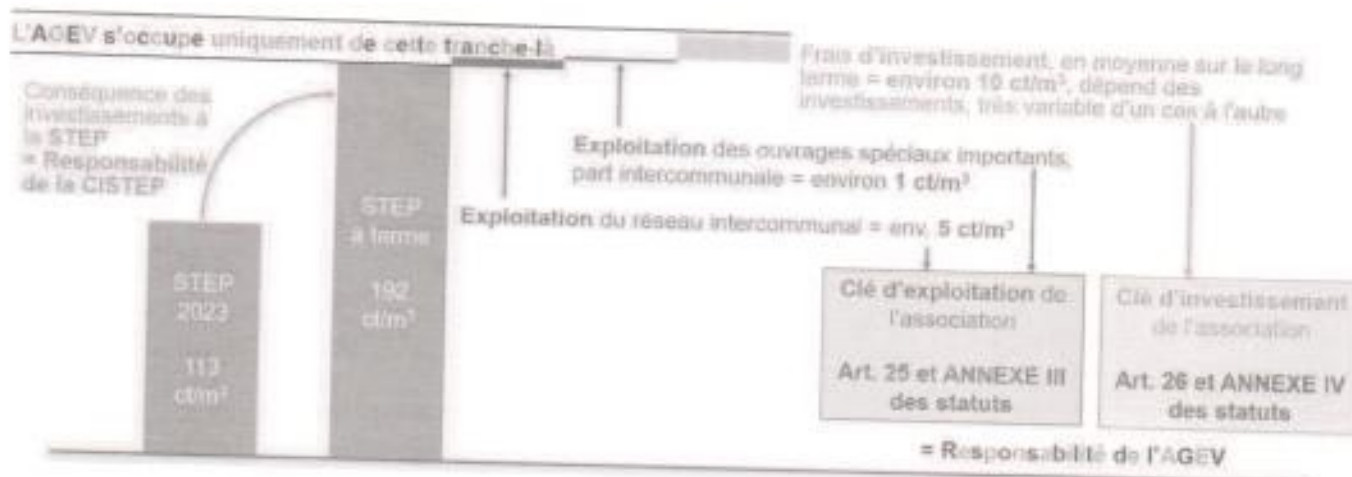 L'AGEV s'occupe uniquement de cette tranche-là
Conséquence des
investissements à
la STEP
= Responsabilité
de la CISTEP
STEP
2023
113
ct/m³
STEP
à terme
192
ct/m³
Frais d'investissement, en moyenne sur le long
terme = environ 10 ct/m³, dépend des
investissements, très variable d'un cas à l'autre
Exploitation des ouvrages spéciaux importants,
part intercommunale = environ 1 ct/m³
Exploitation du réseau intercommunal = env. 5 ct/m³
Clé d'exploitation de
l'association
Art. 25 et ANNEXE III
des statuts
Clé d'investissement
de l'association
Art. 26 et ANNEXE IV
des statuts
= Responsabilité de l'AGEV